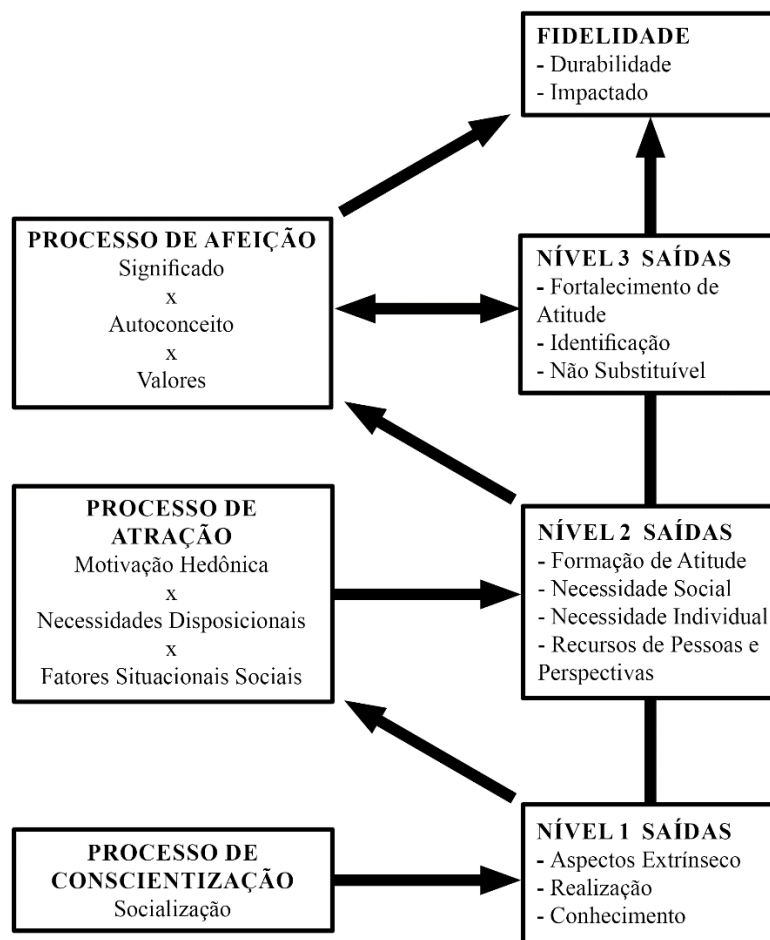 FIDELIDADE
- Durabilidade
- Impactado
PROCESSO DE AFEIÇÃO
Significado
x
Autoconceito
x
Valores
NÍVEL 3 SAÍDAS
- Fortalecimento de
Atitude
- Identificação
- Não Substituível
PROCESSO DE
ATRAÇÃO
Motivação Hedônica
x
Necessidades Disposicionais
x
Fatores Situacionais Sociais
NÍVEL 2 SAÍDAS
- Formação de Atitude
- Necessidade Social
- Necessidade Individual
- Recursos de Pessoas e
Perspectivas
PROCESSO DE
CONSCIENTIZAÇÃO
Socialização
NÍVEL 1 SAÍDAS
- Aspectos Extrínseco
- Realização
- Conhecimento